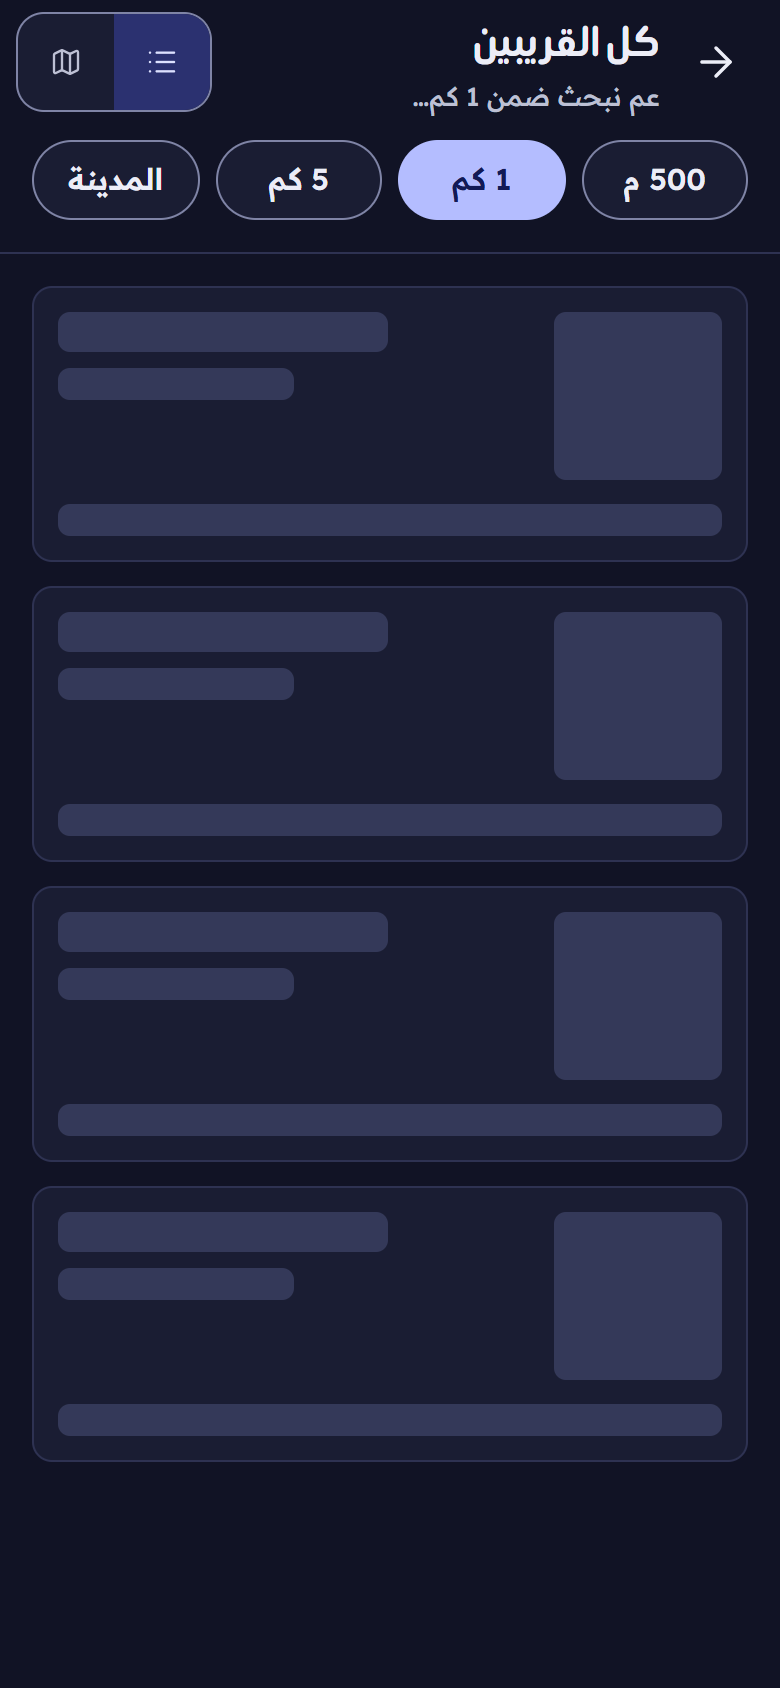 كل القريبين
عم نبحث ضمن 1 كم...
500 م
1 كم
5 كم
المدينة